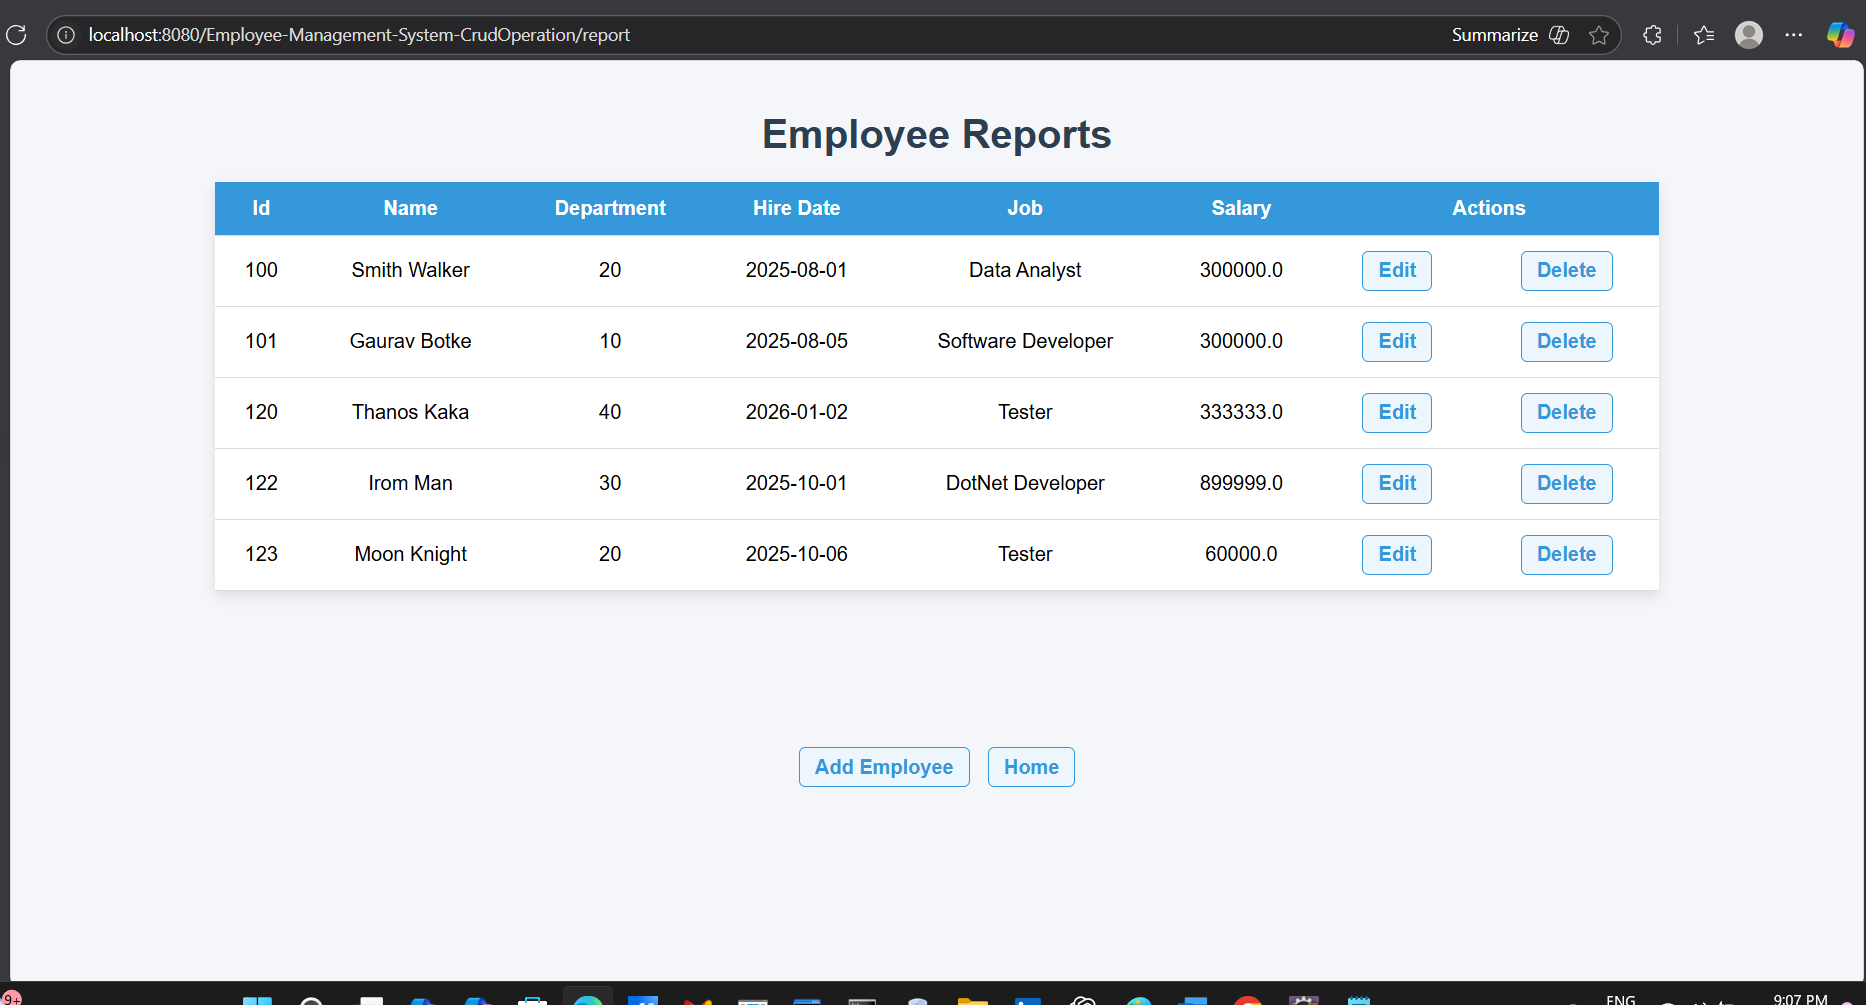 localhost:8080/Employee-Management-System-CrudOperation/report Summarize
Employee Reports
Id Name Department Hire Date Job Salary Actions
100 Smith Walker 20 2025-08-01 Data Analyst 300000.0 Edit Delete
101 Gaurav Botke 10 2025-08-05 Software Developer 300000.0 Edit Delete
120 Thanos Kaka 40 2026-01-02 Tester 333333.0 Edit Delete
122 Irom Man 30 2025-10-01 DotNet Developer 899999.0 Edit Delete
123 Moon Knight 20 2025-10-06 Tester 60000.0 Edit Delete
Add Employee Home
9+ ENG 9:07 PM